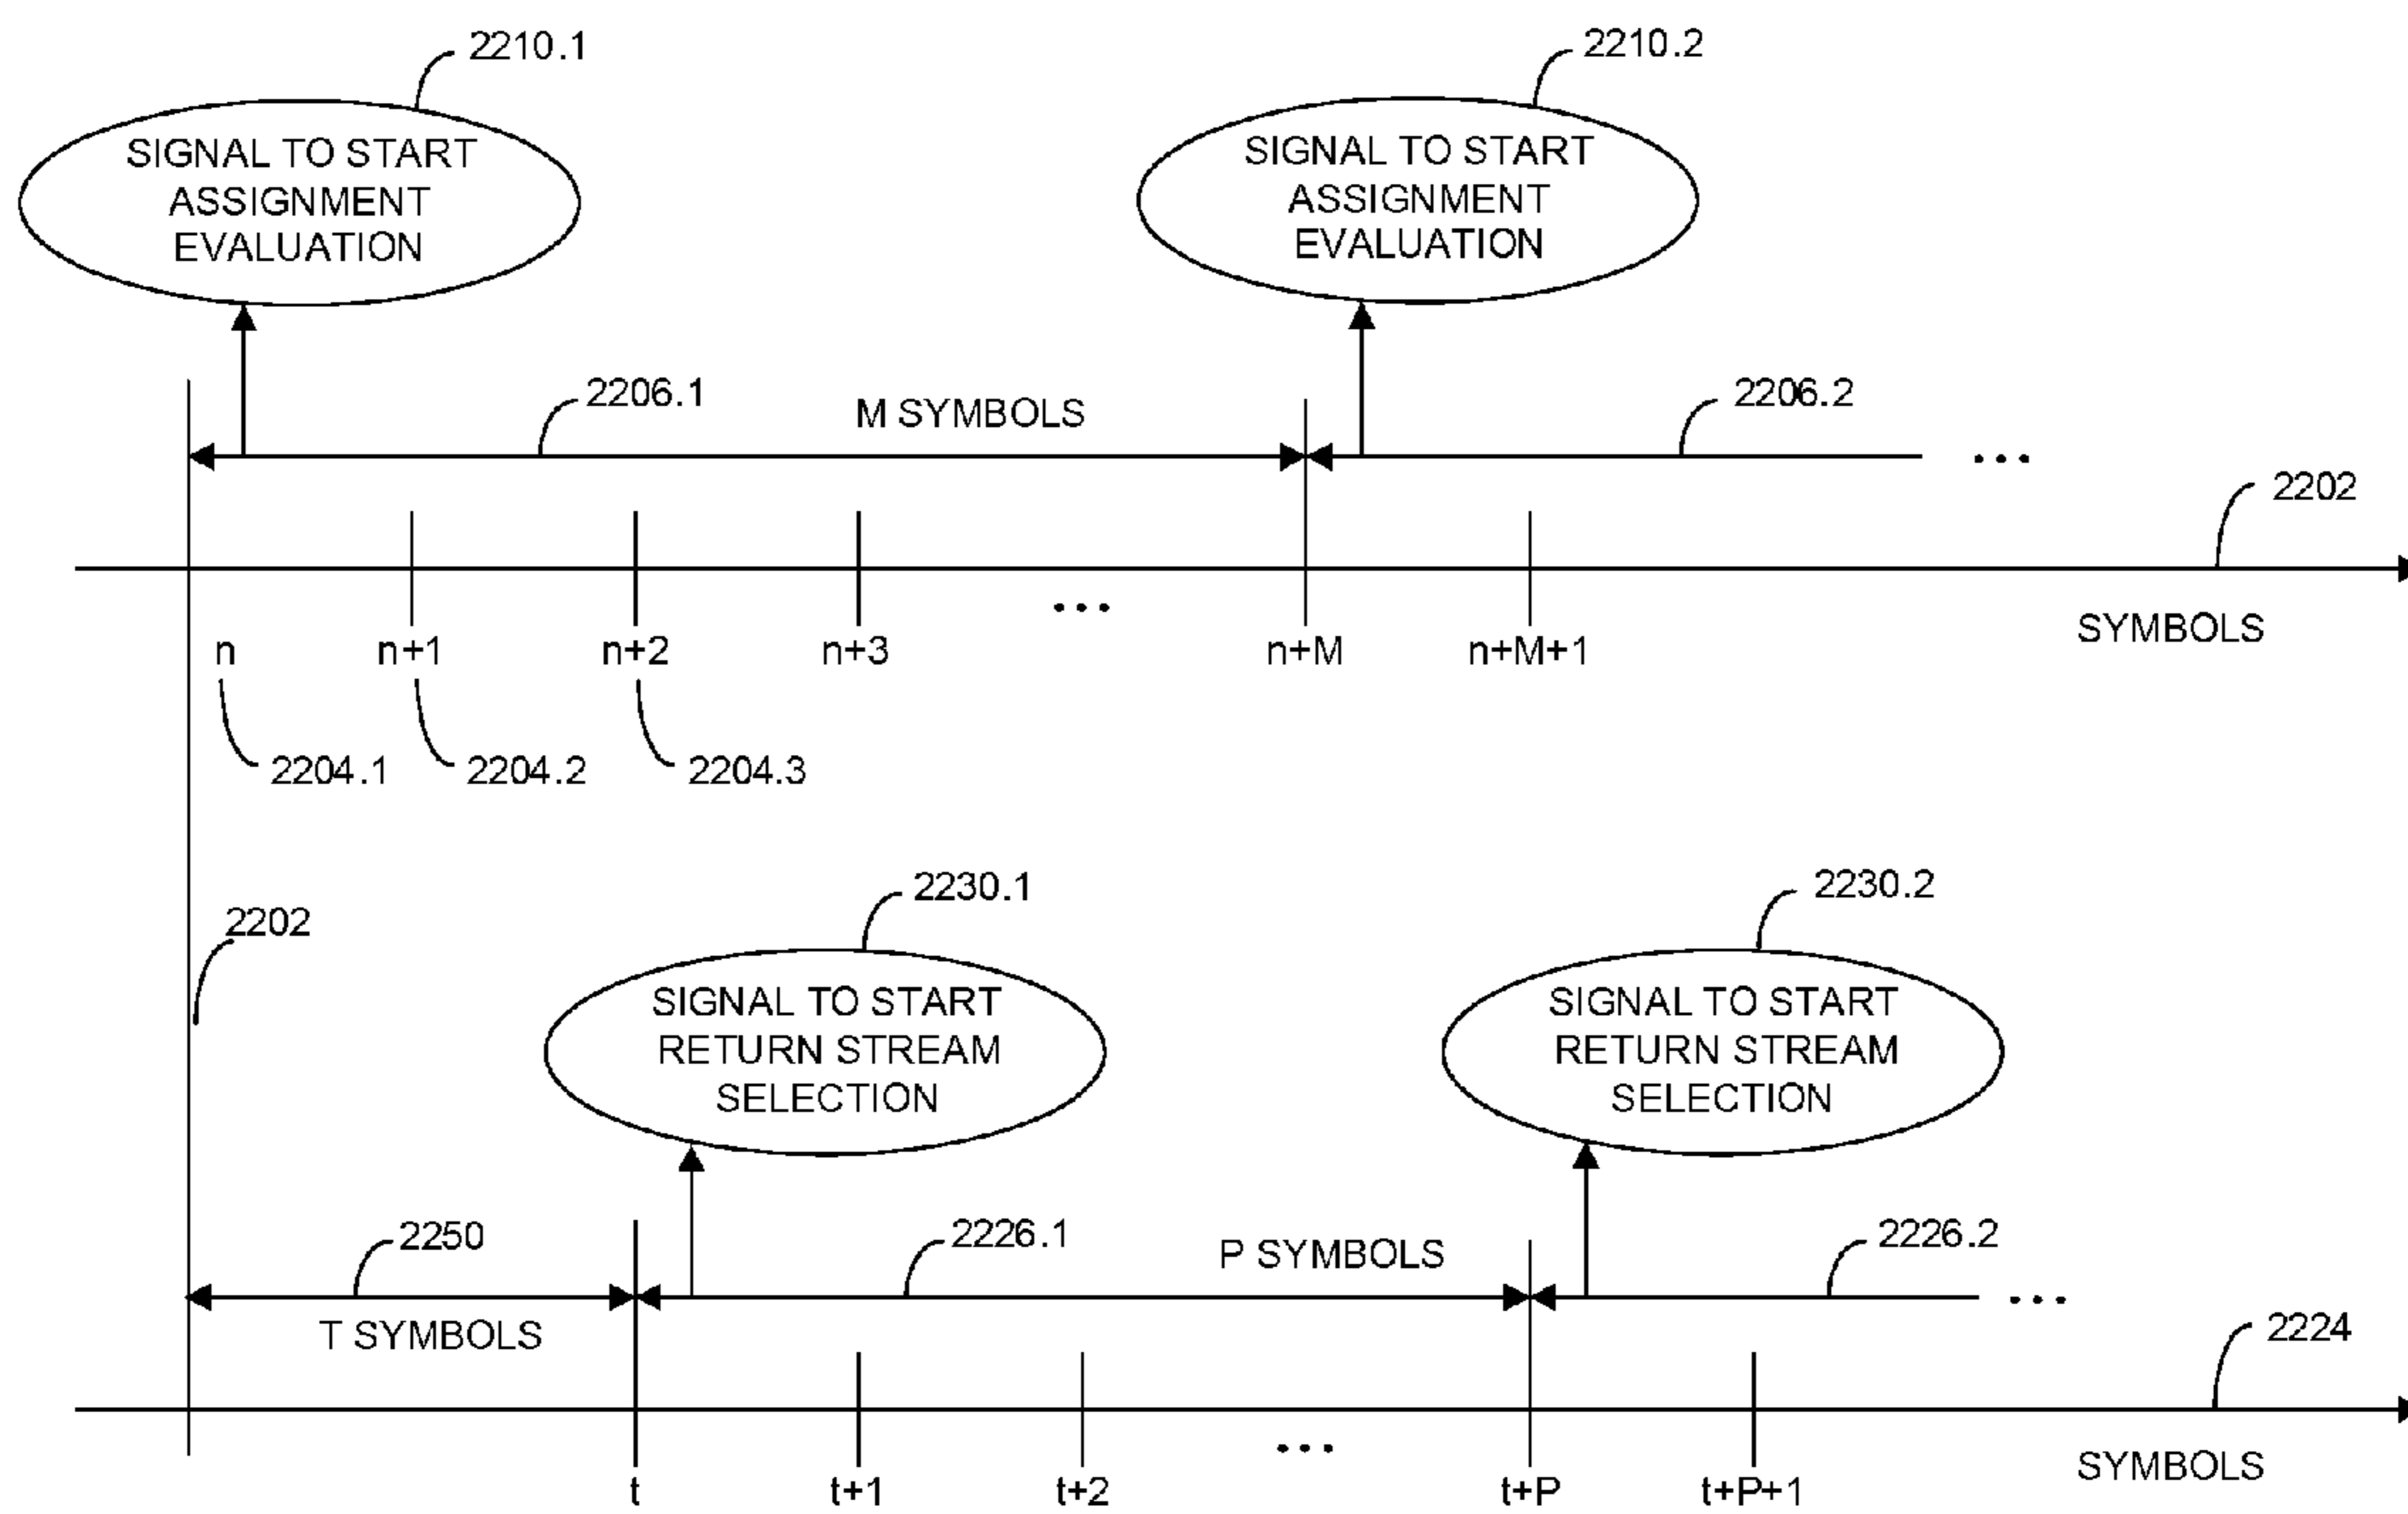 2210.1
2210.2
SIGNAL TO START
ASSIGNMENT
EVALUATION
SIGNAL TO START
ASSIGNMENT
EVALUATION
2206.1
M SYMBOLS
2206.2
...
2202
...
SYMBOLS
n
n+1
n+2
n+3
n+M
n+M+1
2204.1
2204.2
2204.3
2202
2230.1
2230.2
SIGNAL TO START
RETURN STREAM
SELECTION
SIGNAL TO START
RETURN STREAM
SELECTION
2250
T SYMBOLS
2226.1
P SYMBOLS
2226.2
...
2224
...
SYMBOLS
t
t+1
t+2
t+P
t+P+1